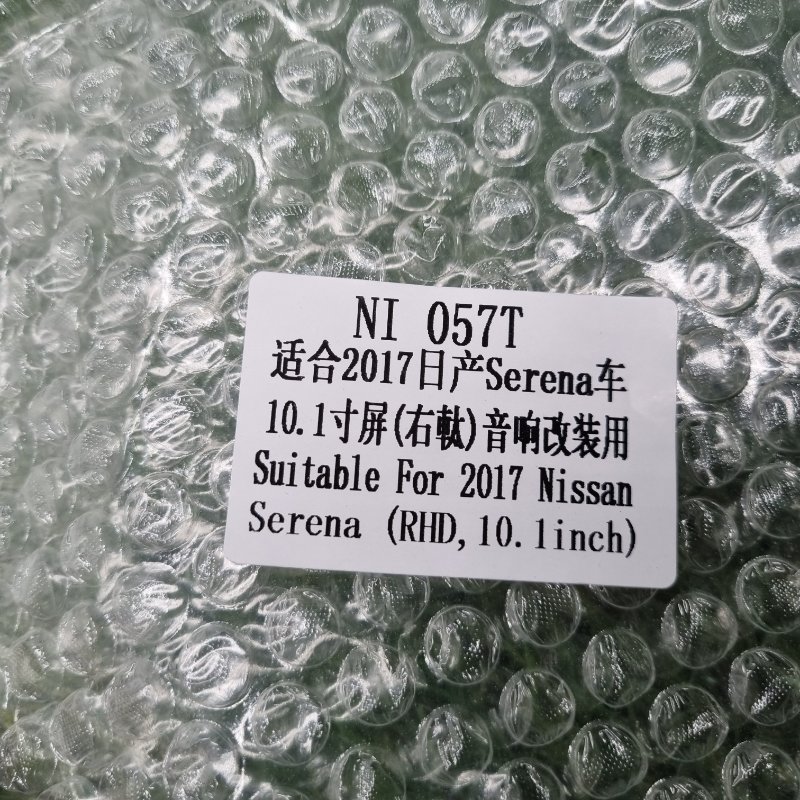 NI 057T
适合2017日产Serena车
10.1寸屏(右軚)音响改装用
Suitable For 2017 Nissan
Serena (RHD,10.1inch)